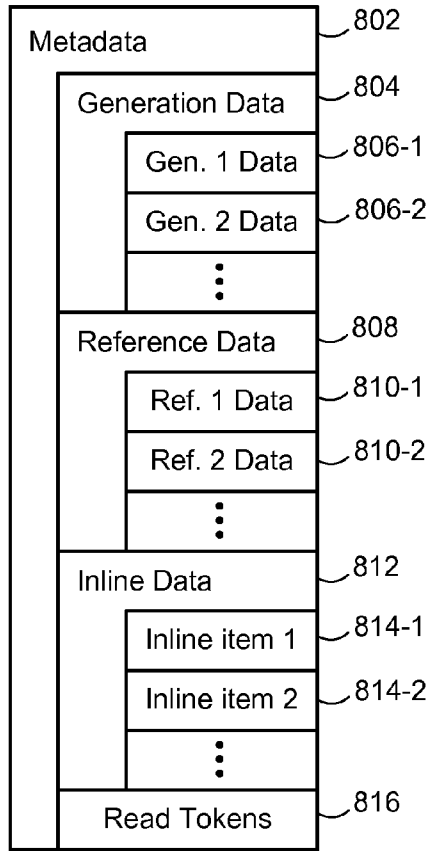 Metadata 802
Generation Data 804
Gen. 1 Data 806-1
Gen. 2 Data 806-2
Reference Data 808
Ref. 1 Data 810-1
Ref. 2 Data 810-2
Inline Data 812
Inline item 1 814-1
Inline item 2 814-2
Read Tokens 816